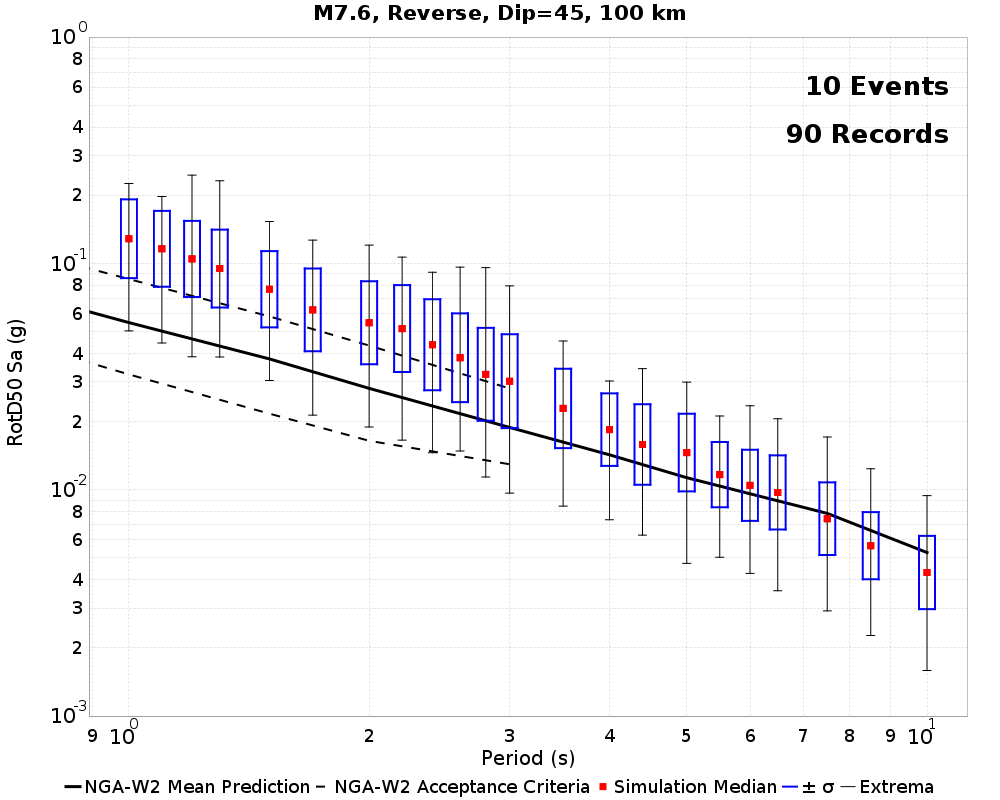 M7.6, Reverse, Dip=45, 100 km
10 Events
90 Records
RotD50 Sa (g)
10^0
8
6
4
3
2
10^-1
8
6
4
3
2
10^-2
8
6
4
3
2
10^-3
9 10^0 2 3 4 5 6 7 8 9 10^1
Period (s)
NGA-W2 Mean Prediction NGA-W2 Acceptance Criteria Simulation Median ± σ Extrema